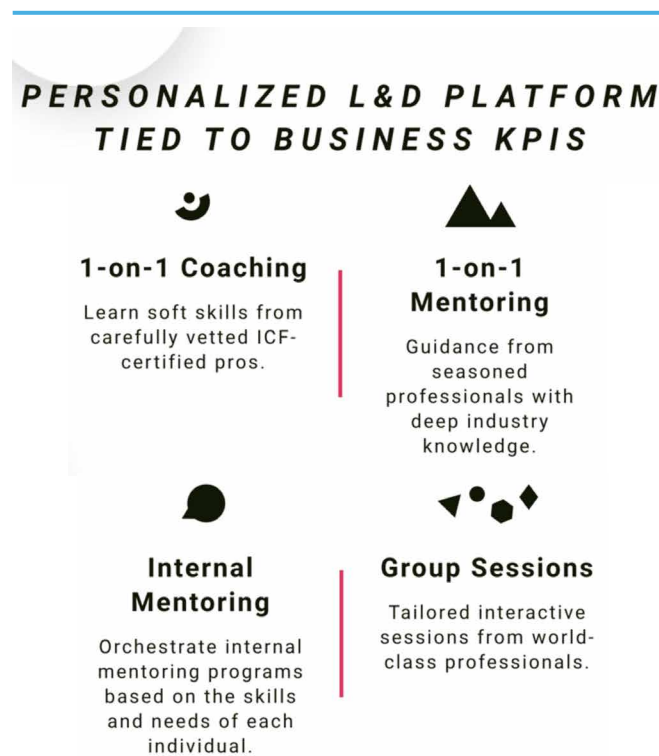 PERSONALIZED L&D PLATFORM
TIED TO BUSINESS KPIS
1-on-1 Coaching
Learn soft skills from
carefully vetted ICF-
certified pros.
1-on-1
Mentoring
Guidance from
seasoned
professionals with
deep industry
knowledge.
Internal
Mentoring
Orchestrate internal
mentoring programs
based on the skills
and needs of each
individual.
Group Sessions
Tailored interactive
sessions from world-
class professionals.